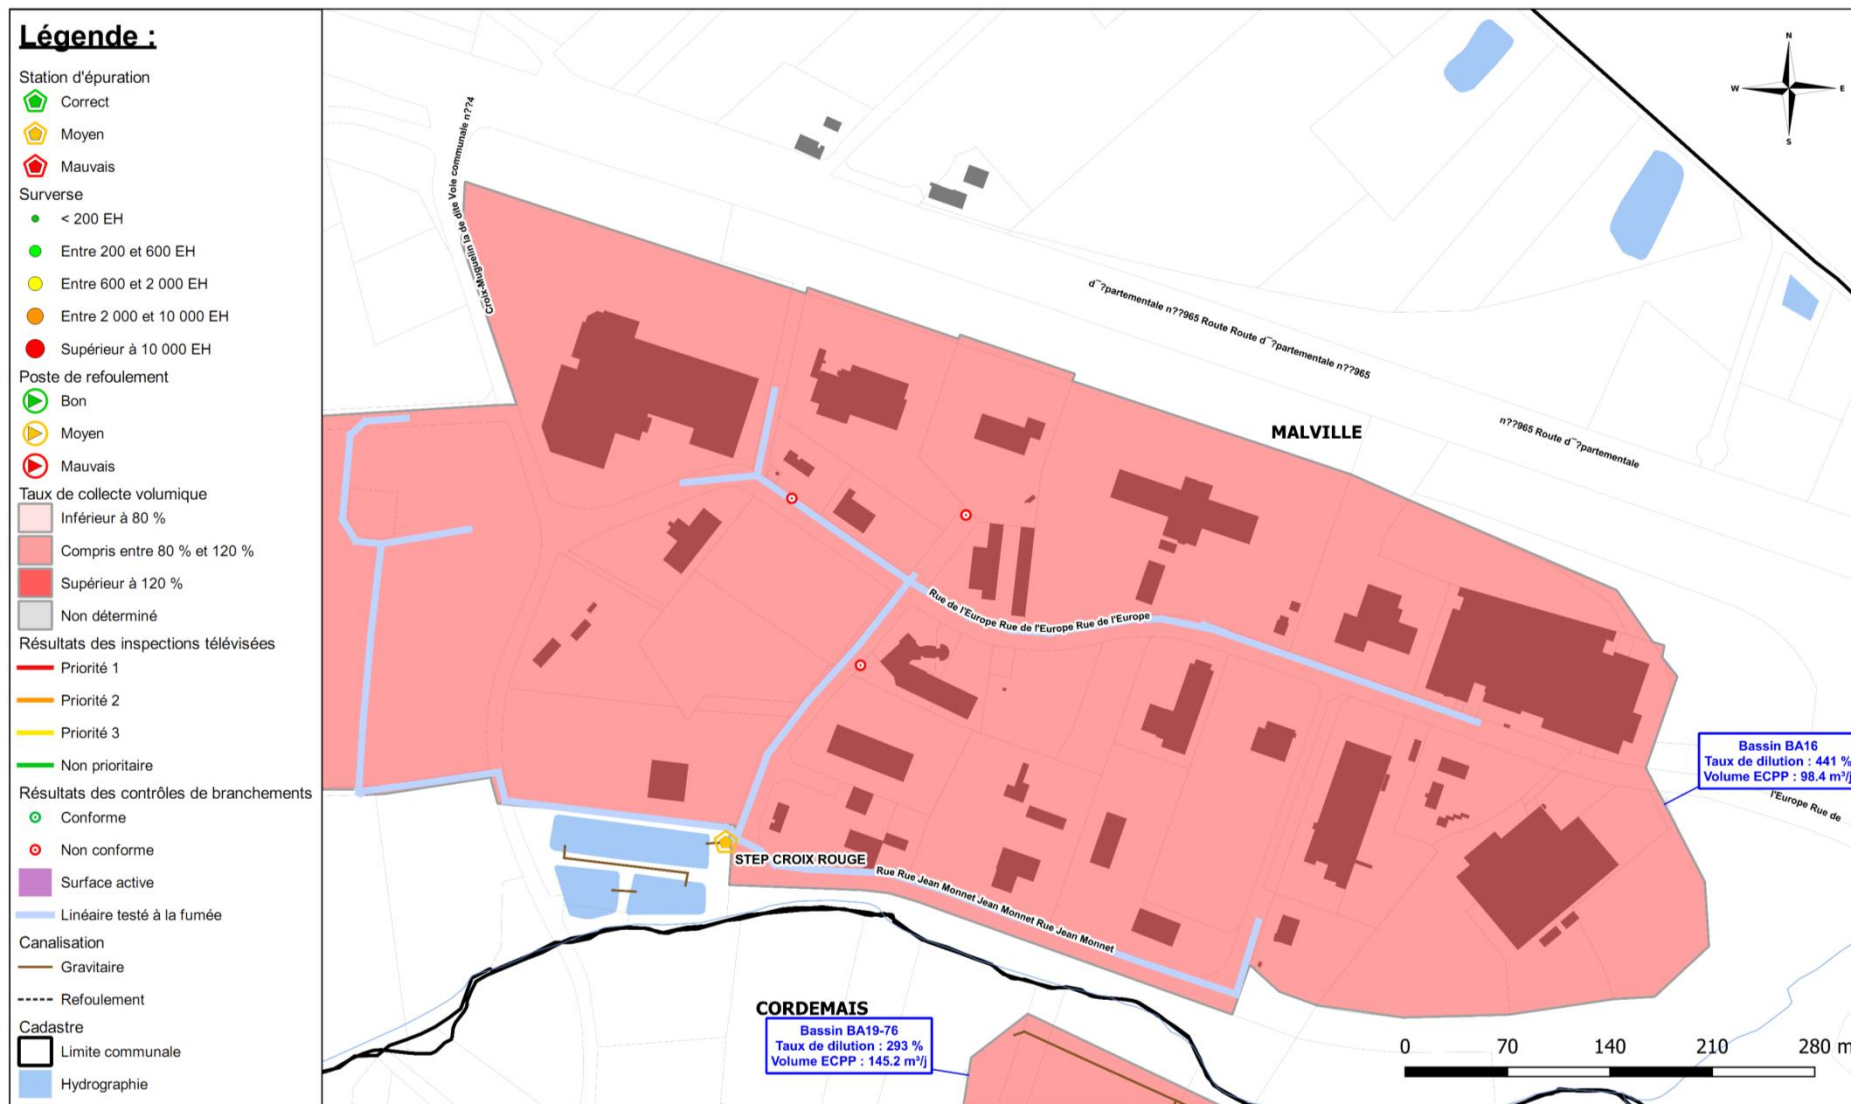 Légende :
Station d'épuration
Correct
Moyen
Mauvais
Surverse
< 200 EH
Entre 200 et 600 EH
Entre 600 et 2 000 EH
Entre 2 000 et 10 000 EH
Supérieur à 10 000 EH
Poste de refoulement
Bon
Moyen
Mauvais
Taux de collecte volumique
Inférieur à 80 %
Compris entre 80 % et 120 %
Supérieur à 120 %
Non déterminé
Résultats des inspections télévisées
Priorité 1
Priorité 2
Priorité 3
Non prioritaire
Résultats des contrôles de branchements
Conforme
Non conforme
Surface active
Linéaire testé à la fumée
Canalisation
Gravitaire
Refoulement
Cadastre
Limite communale
Hydrographie
N
W E
S
Croix-Muguelin la de dite Voie communale n??4
d¯?partementale n??965 Route Route d¯?partementale n??965
MALVILLE
n??965 Route d¯?partementale
Rue de l'Europe Rue de l'Europe Rue de l'Europe
Bassin BA16
Taux de dilution : 441 %
Volume ECPP : 98.4 m³/j
l'Europe Rue de
STEP CROIX ROUGE
Rue Rue Jean Monnet Jean Monnet Rue Jean Monnet
CORDEMAIS
Bassin BA19-76
Taux de dilution : 293 %
Volume ECPP : 145.2 m³/j
0 70 140 210 280 m